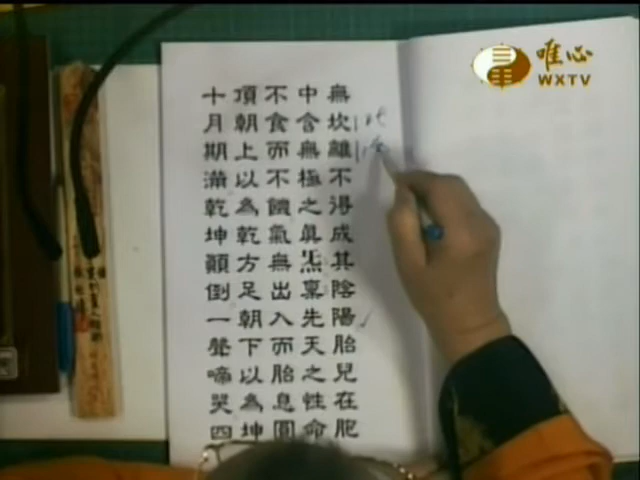 無坎離不得成其陰陽胎兒在胞
中含無極之真炁稟先天之性命
不食而不饑氣無出入而胎息圓
頂朝上以為乾方足朝下以為坤
十月期滿乾坤顛倒一聲啼哭四
唯心
WXTV